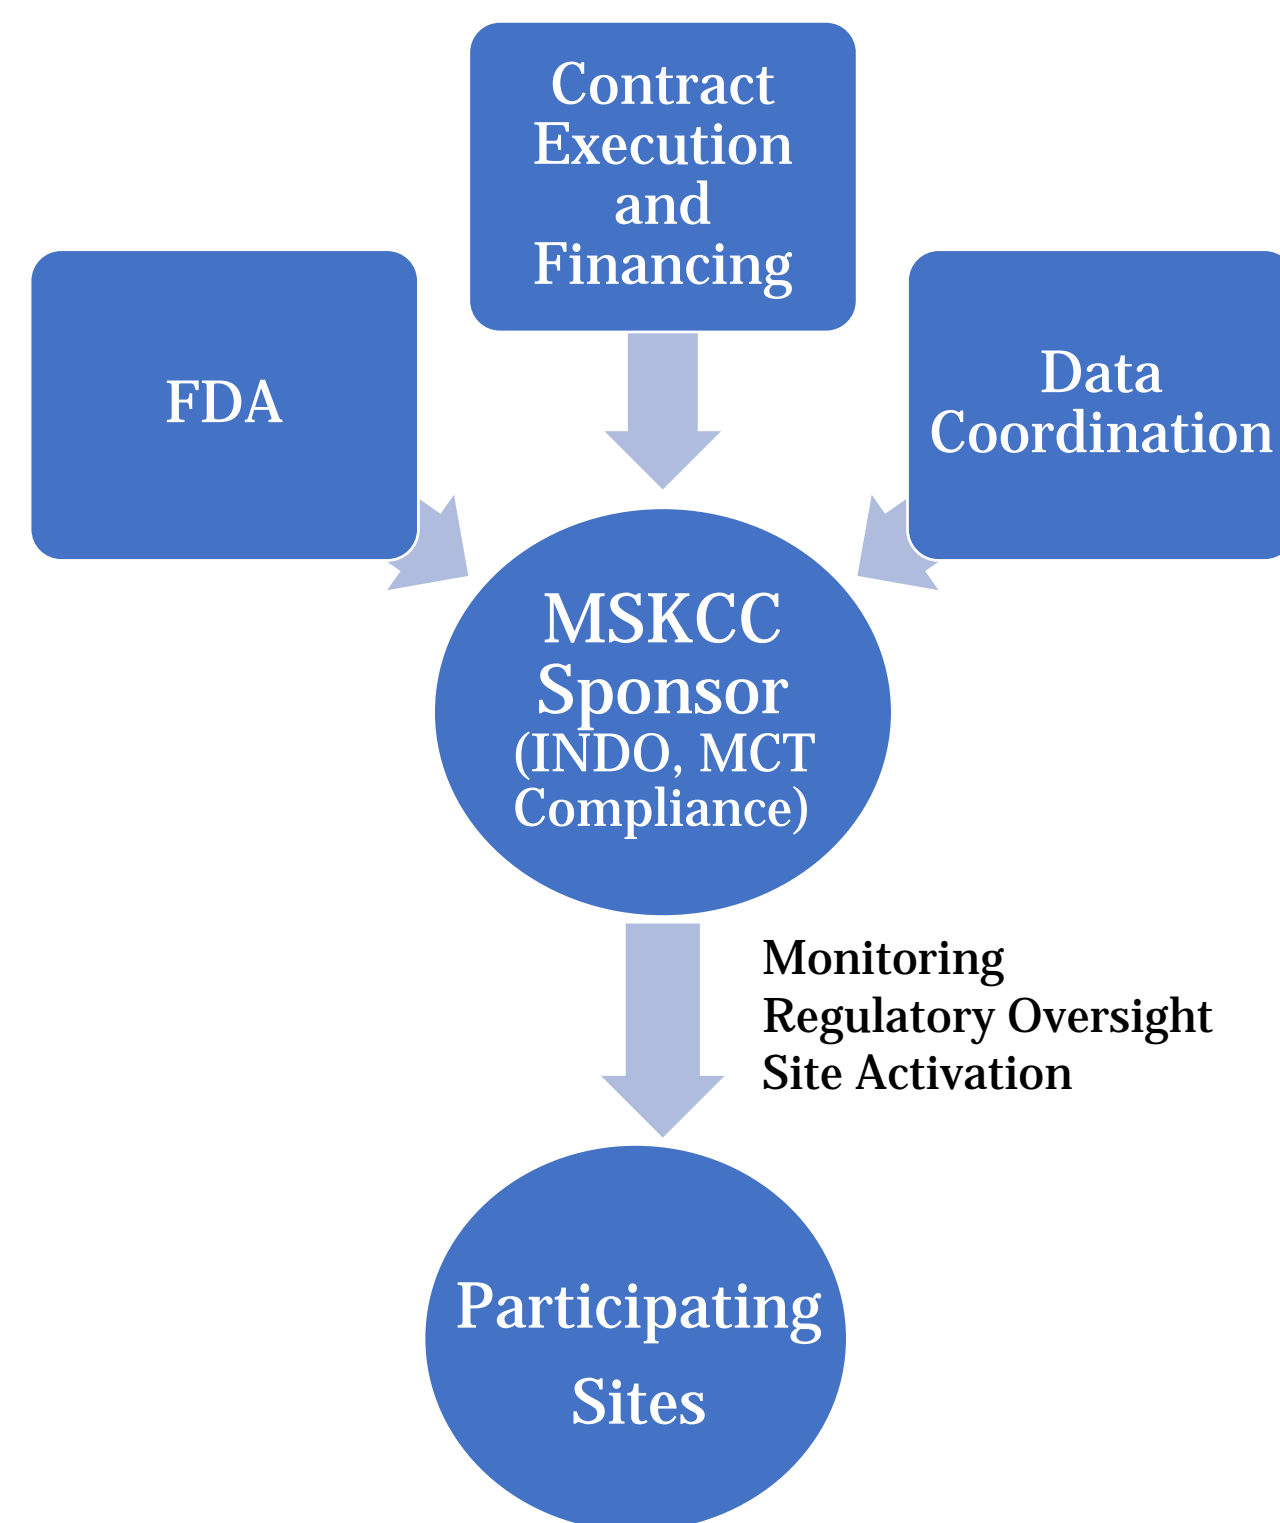 Contract
Execution
and
Financing
FDA
Data
Coordination
MSKCC
Sponsor
(INDO, MCT
Compliance)
Monitoring
Regulatory Oversight
Site Activation
Participating
Sites